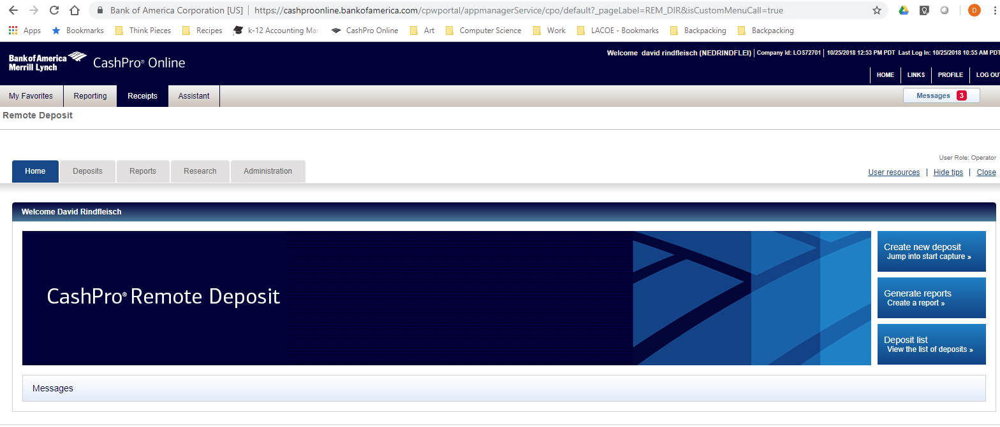 Bank of America Corporation [US] | https://cashproonline.bankofamerica.com/cpwportal/appmanagerService/cpo/default?_pageLabel=REM_DIR&isCustomMenuCall=true D
Apps Bookmarks Think Pieces Recipes k-12 Accounting Man CashPro Online Art Computer Science Work LACOE - Bookmarks Backpacking Backpacking
Bank of America
Merrill Lynch
CashPro® Online
Welcome david rindfleisch (NEDRINDFLEI) | Company Id: LOS72701 | 10/25/2018 12:53 PM PDT Last Log In: 10/25/2018 10:55 AM PDT
HOME LINKS PROFILE LOG OU
My Favorites Reporting Receipts Assistant Messages 3
Remote Deposit
User Role: Operator
Home Deposits Reports Research Administration
User resources | Hide tips | Close
Welcome David Rindfleisch
CashPro® Remote Deposit
Create new deposit
Jump into start capture »
Generate reports
Create a report »
Deposit list
View the list of deposits »
Messages